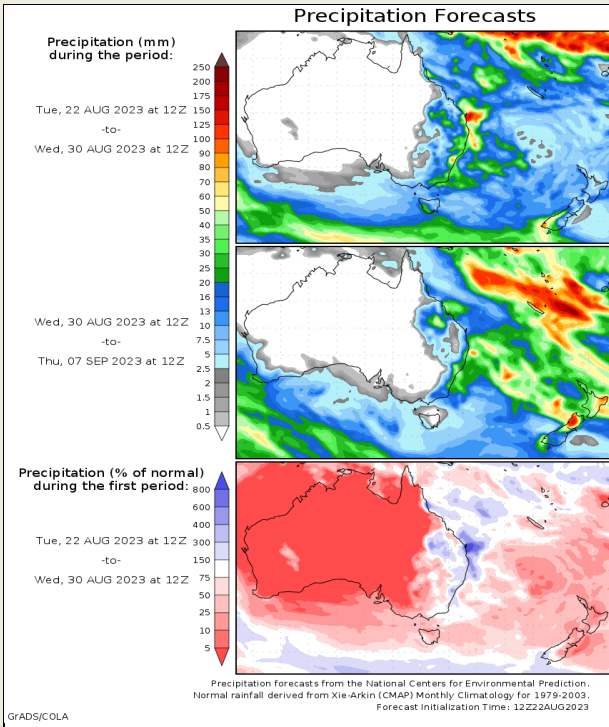 Precipitation Forecasts
Precipitation (mm)
during the period:
Tue, 22 AUG 2023 at 12Z
-to-
Wed, 30 AUG 2023 at 12Z
250
200
175
150
125
100
90
80
70
60
50
40
35
30
25
20
16
13
10
7.5
5
2.5
2
1.5
1
0.5
Wed, 30 AUG 2023 at 12Z
-to-
Thu, 07 SEP 2023 at 12Z
Precipitation (% of normal)
during the first period:
Tue, 22 AUG 2023 at 12Z
-to-
Wed, 30 AUG 2023 at 12Z
800
600
400
300
150
75
50
25
10
5
Precipitation forecasts from the National Centers for Environmental Prediction.
Normal rainfall derived from Xie-Arkin (CMAP) Monthly Climatology for 1979-2003.
Forecast Initialization Time: 12Z22AUG2023
GrADS/COLA